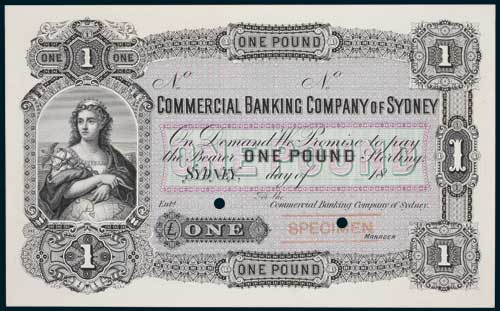 1 ONE POUND 1
ONE 1 ONE
No No
COMMERCIAL BANKING COMPANY OF SYDNEY
On Demand We Promise to pay
the Bearer ONE POUND Sterling.
SYDNEY, day of 18
For the
Entd. Commercial Banking Company of Sydney.
1
£ ONE
SPECIMEN
MANAGER
1 ONE POUND 1